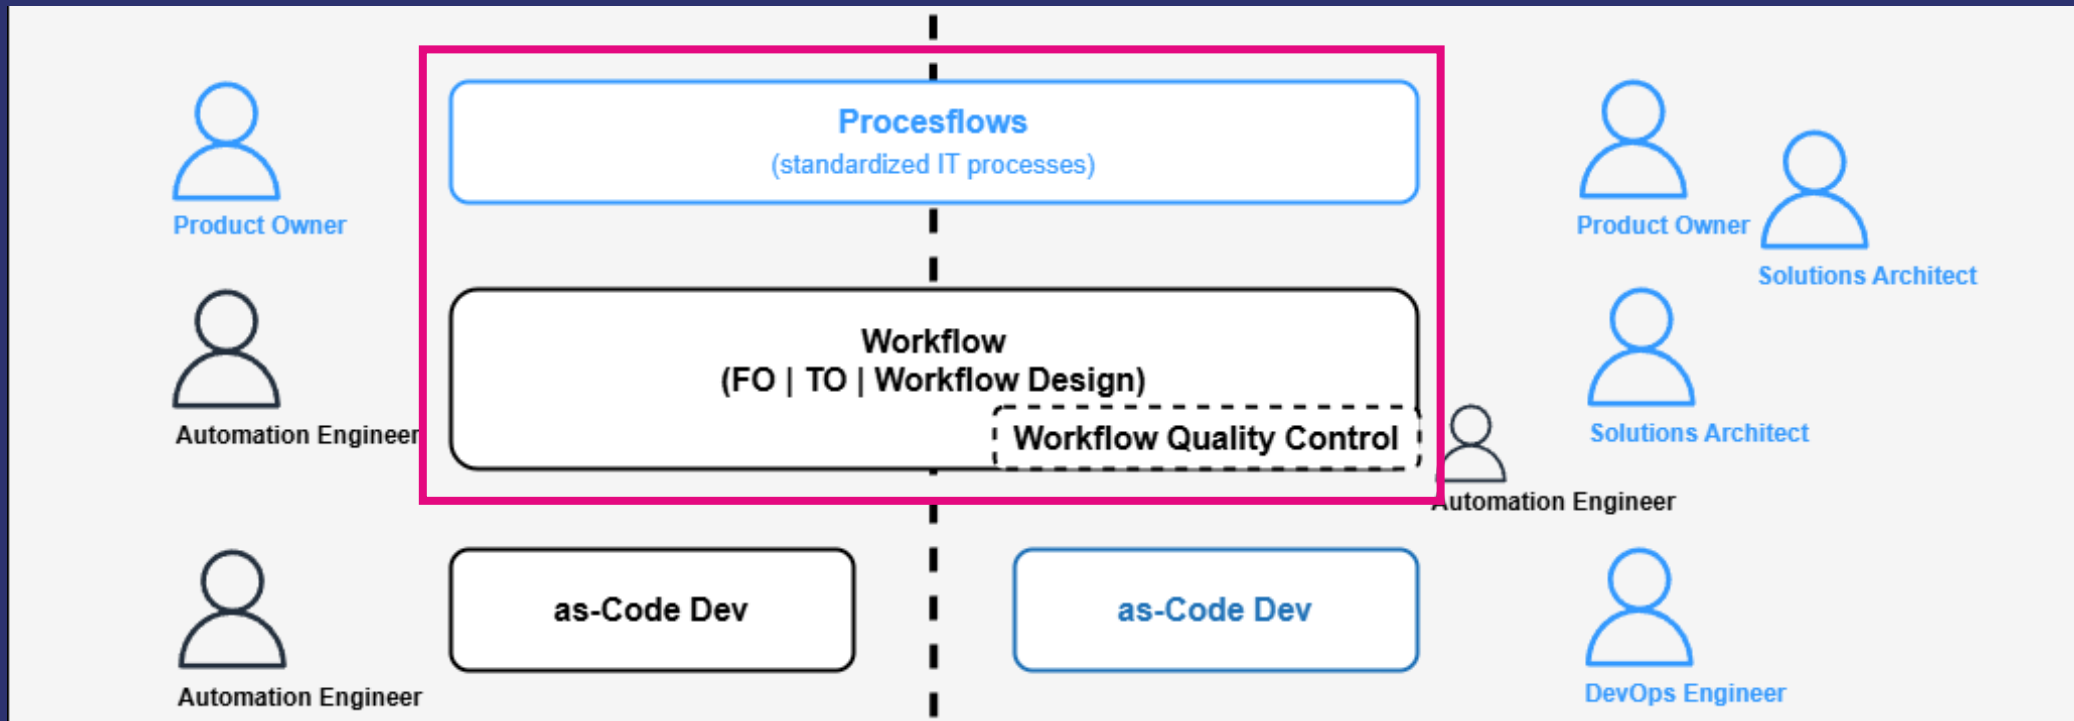 Procesflows
(standardized IT processes)
Product Owner
Product Owner
Solutions Architect
Workflow
(FO | TO | Workflow Design)
Workflow Quality Control
Automation Engineer
Solutions Architect
Automation Engineer
as-Code Dev
as-Code Dev
Automation Engineer
DevOps Engineer